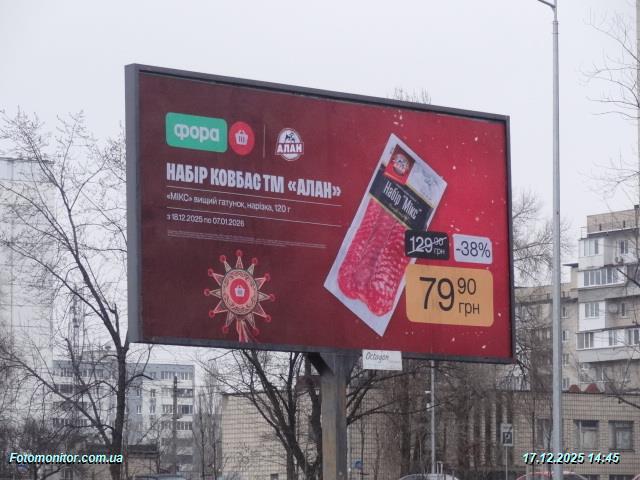 фора
АЛАН
НАБІР КОВБАС ТМ «АЛАН»
«МІКС» вищий ґатунок, нарізка, 120 г
з 18.12.2025 по 07.01.2026
АЛАН
Набір "Мікс"
129.90 грн
-38%
79 90 грн
Octagon
Fotomonitor.com.ua
17.12.2025 14:45